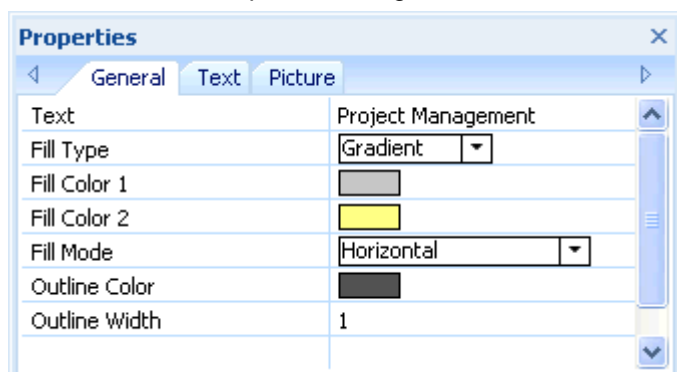 Properties
General Text Picture
Text Project Management
Fill Type Gradient
Fill Color 1
Fill Color 2
Fill Mode Horizontal
Outline Color
Outline Width 1